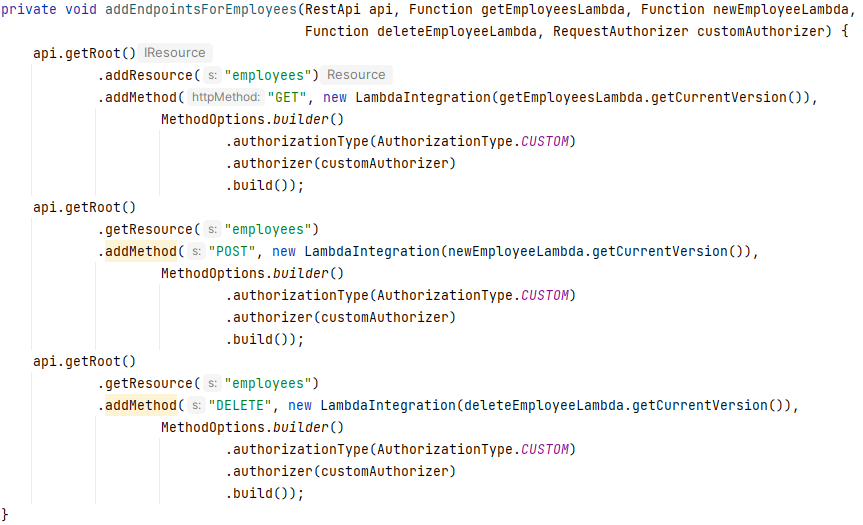 private void addEndpointsForEmployees(RestApi api, Function getEmployeesLambda, Function newEmployeeLambda,
Function deleteEmployeeLambda, RequestAuthorizer customAuthorizer) {
api.getRoot() IResource
.addResource( s: "employees") Resource
.addMethod( httpMethod: "GET", new LambdaIntegration(getEmployeesLambda.getCurrentVersion()),
MethodOptions.builder()
.authorizationType(AuthorizationType.CUSTOM)
.authorizer(customAuthorizer)
.build());
api.getRoot()
.getResource( s: "employees")
.addMethod( s: "POST", new LambdaIntegration(newEmployeeLambda.getCurrentVersion()),
MethodOptions.builder()
.authorizationType(AuthorizationType.CUSTOM)
.authorizer(customAuthorizer)
.build());
api.getRoot()
.getResource( s: "employees")
.addMethod( s: "DELETE", new LambdaIntegration(deleteEmployeeLambda.getCurrentVersion()),
MethodOptions.builder()
.authorizationType(AuthorizationType.CUSTOM)
.authorizer(customAuthorizer)
.build());
}